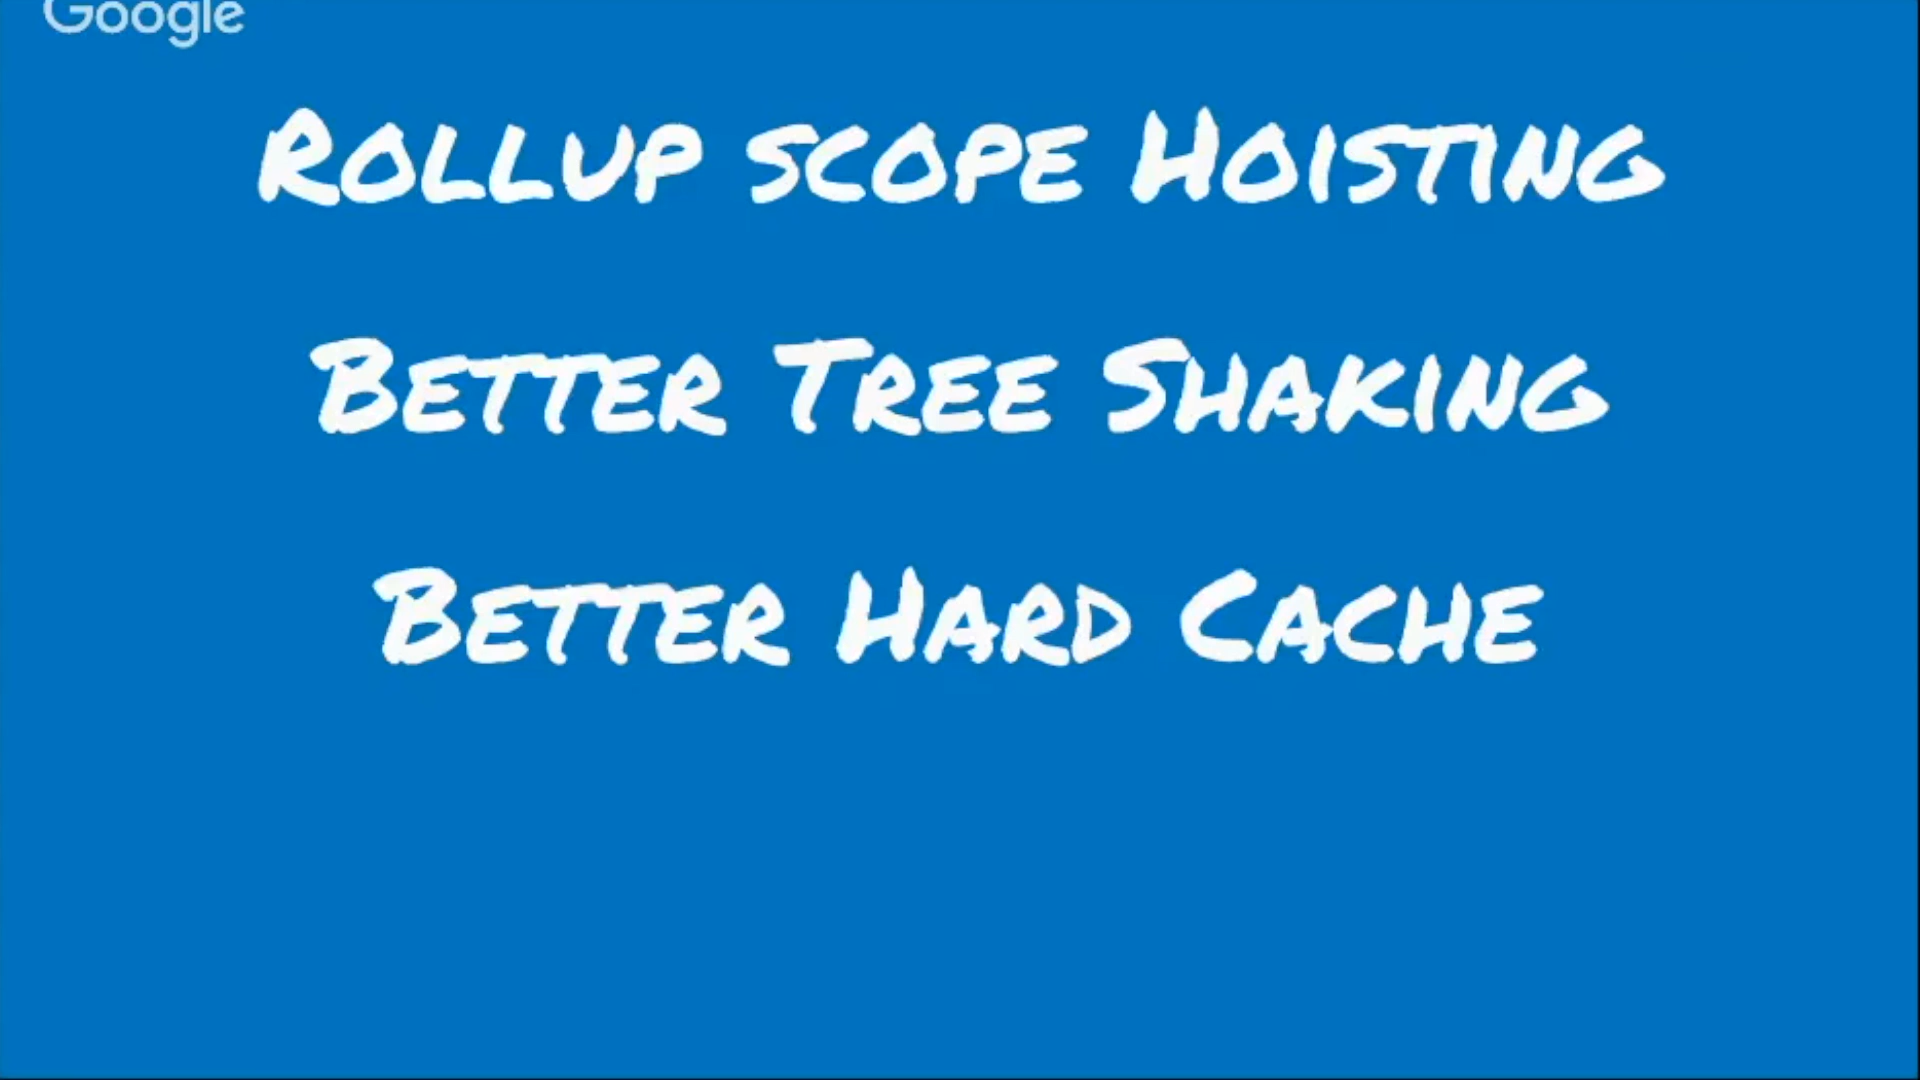 Google
ROLLUP SCOPE HOISTING
BETTER TREE SHAKING
BETTER HARD CACHE